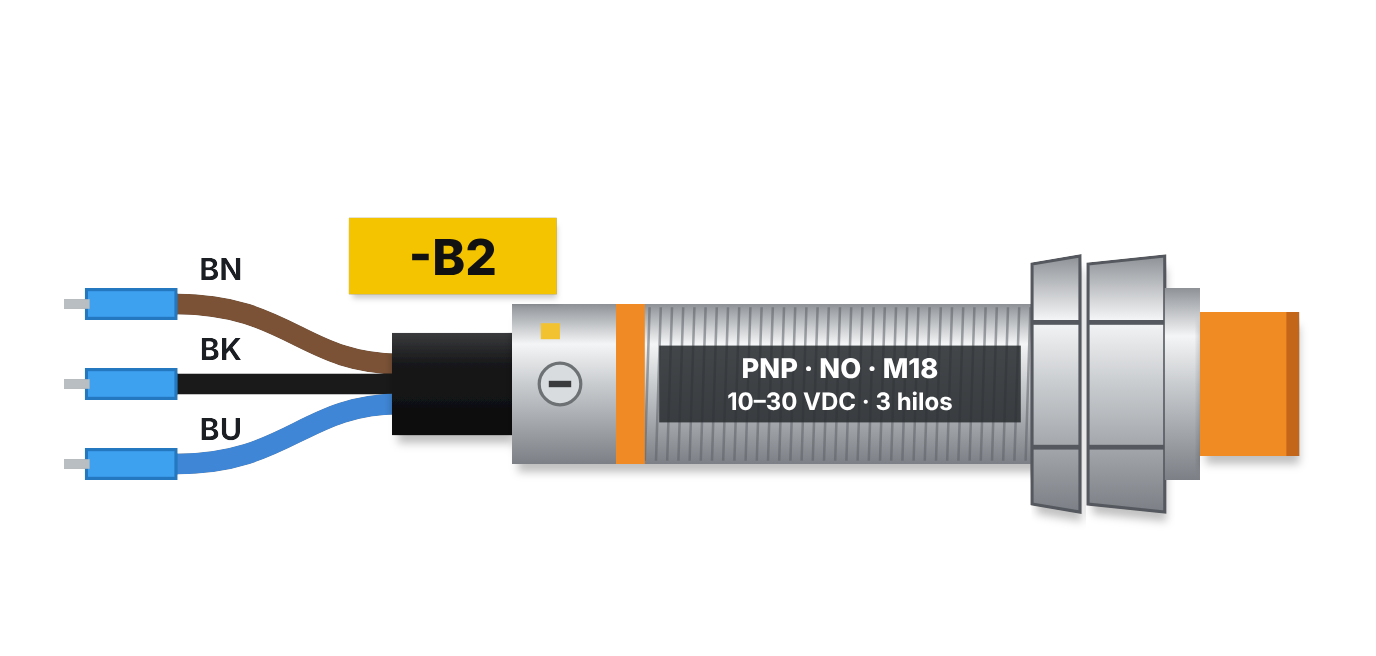 -B2
BN
BK
BU
PNP · NO · M18
10–30 VDC · 3 hilos